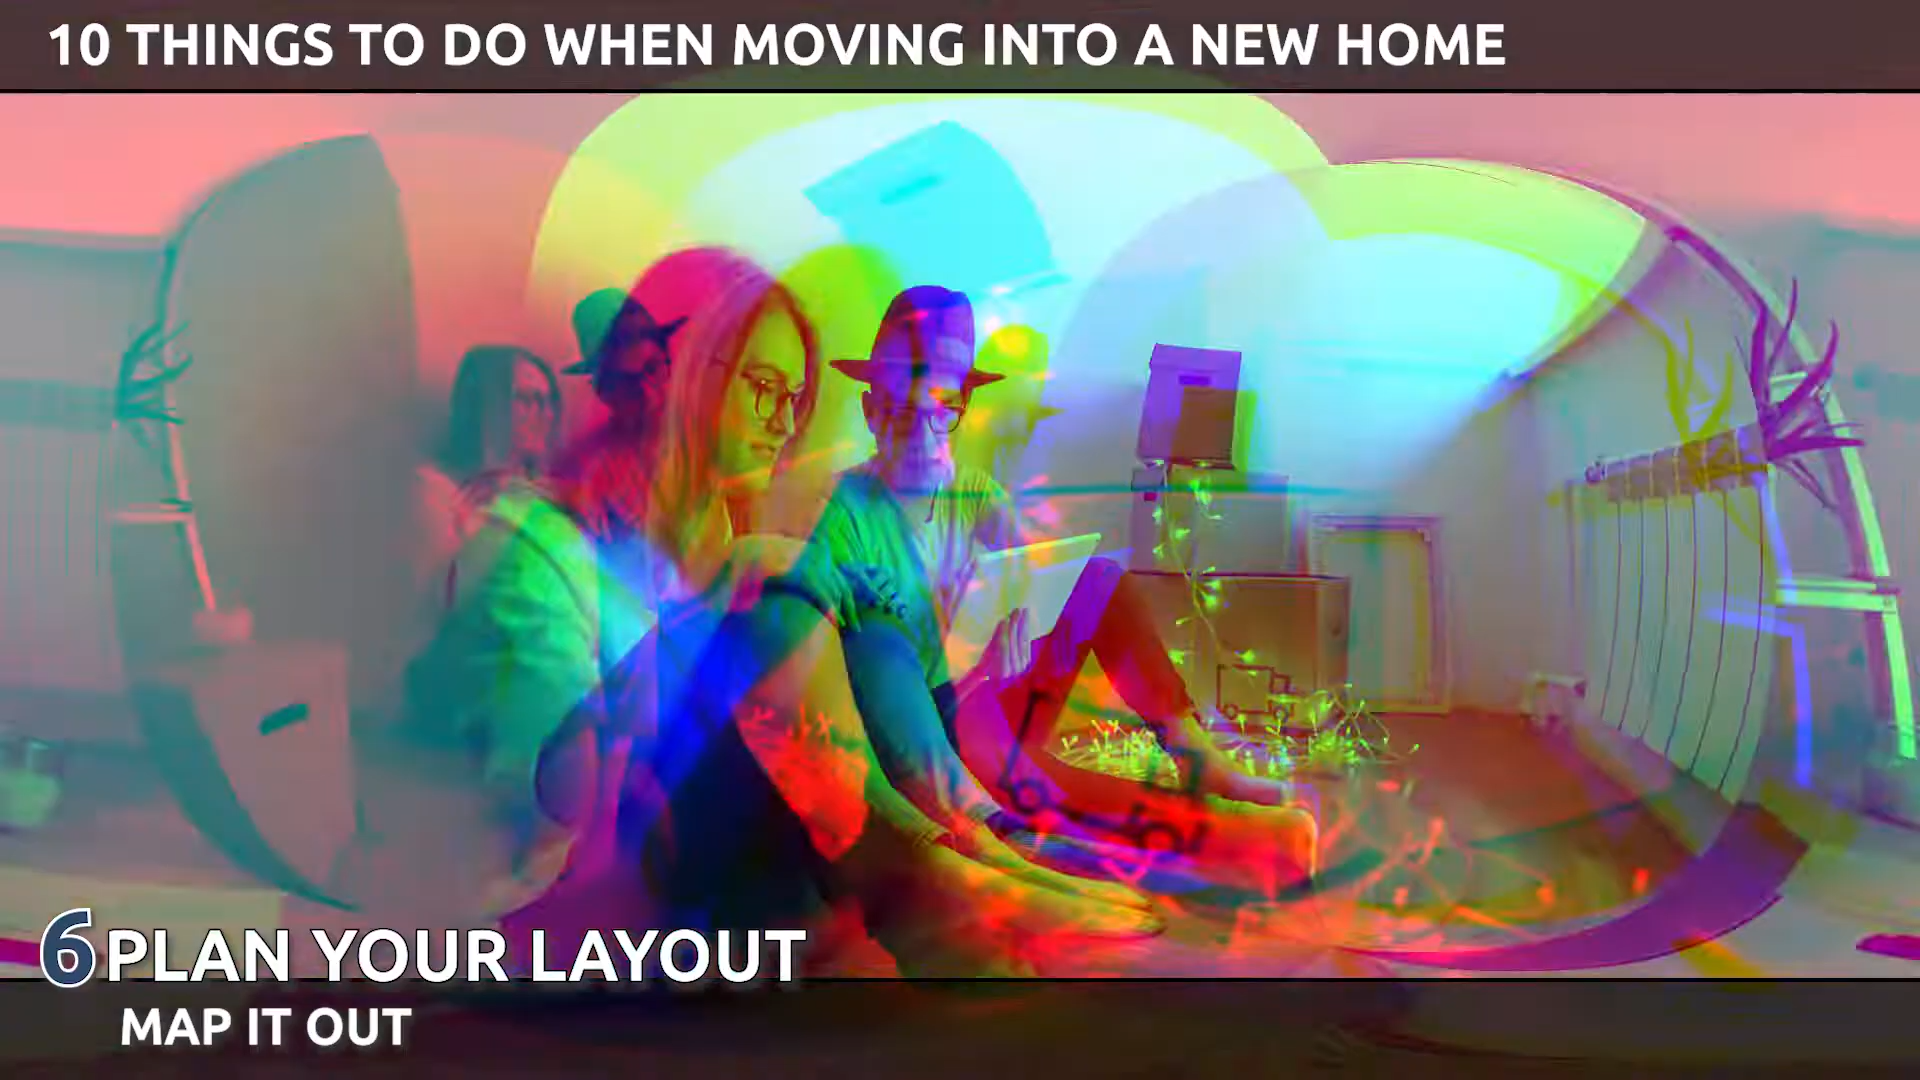 10 THINGS TO DO WHEN MOVING INTO A NEW HOME
6 PLAN YOUR LAYOUT
MAP IT OUT